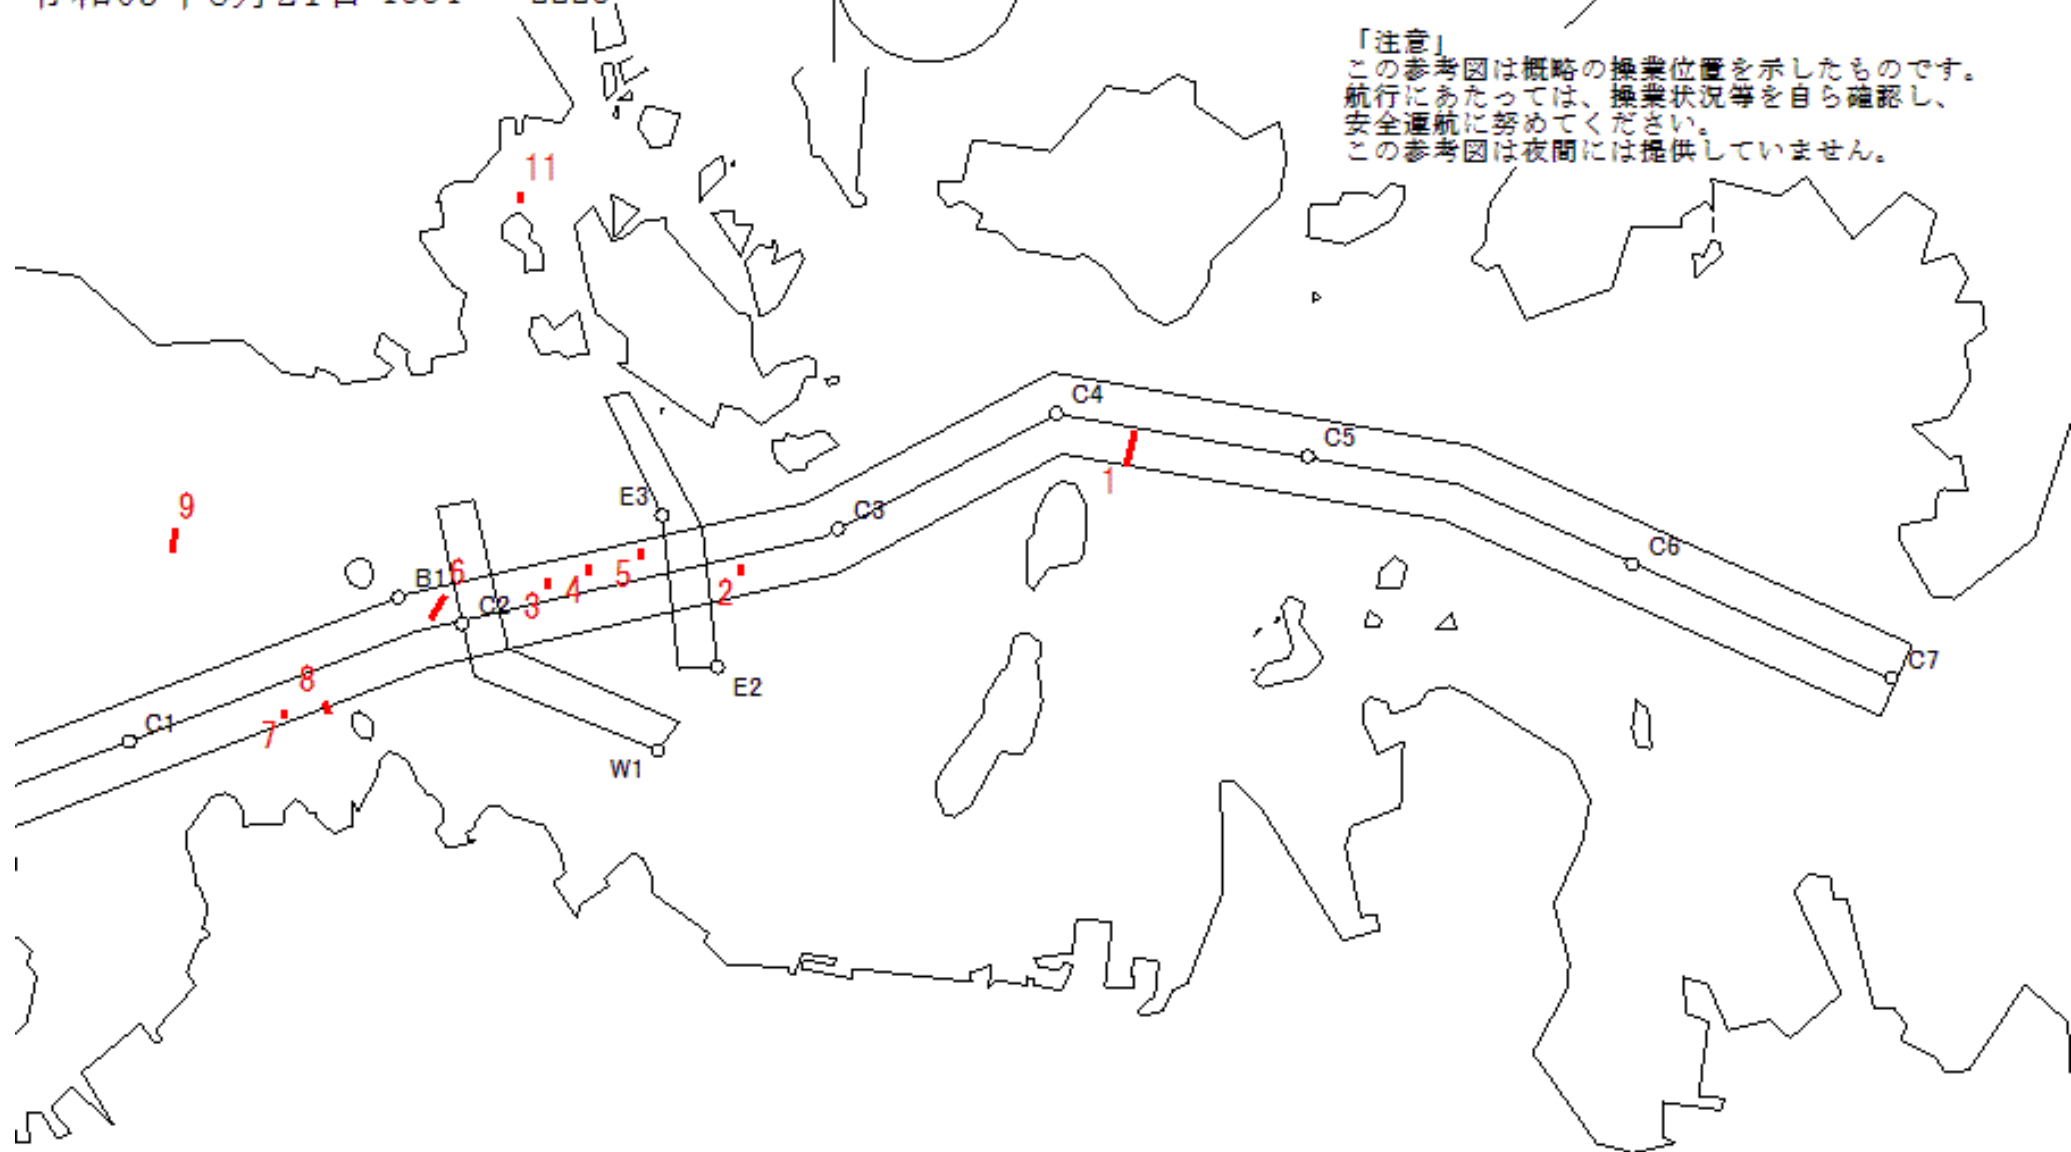 「注意」
この参考図は概略の操業位置を示したものです。
航行にあたっては、操業状況等を自ら確認し、
安全運航に努めてください。
この参考図は夜間には提供していません。
11
C4
C5
1
E3
C3
9
C6
B1
6
C2
3
4
5
2
C7
8
E2
C1
7
W1